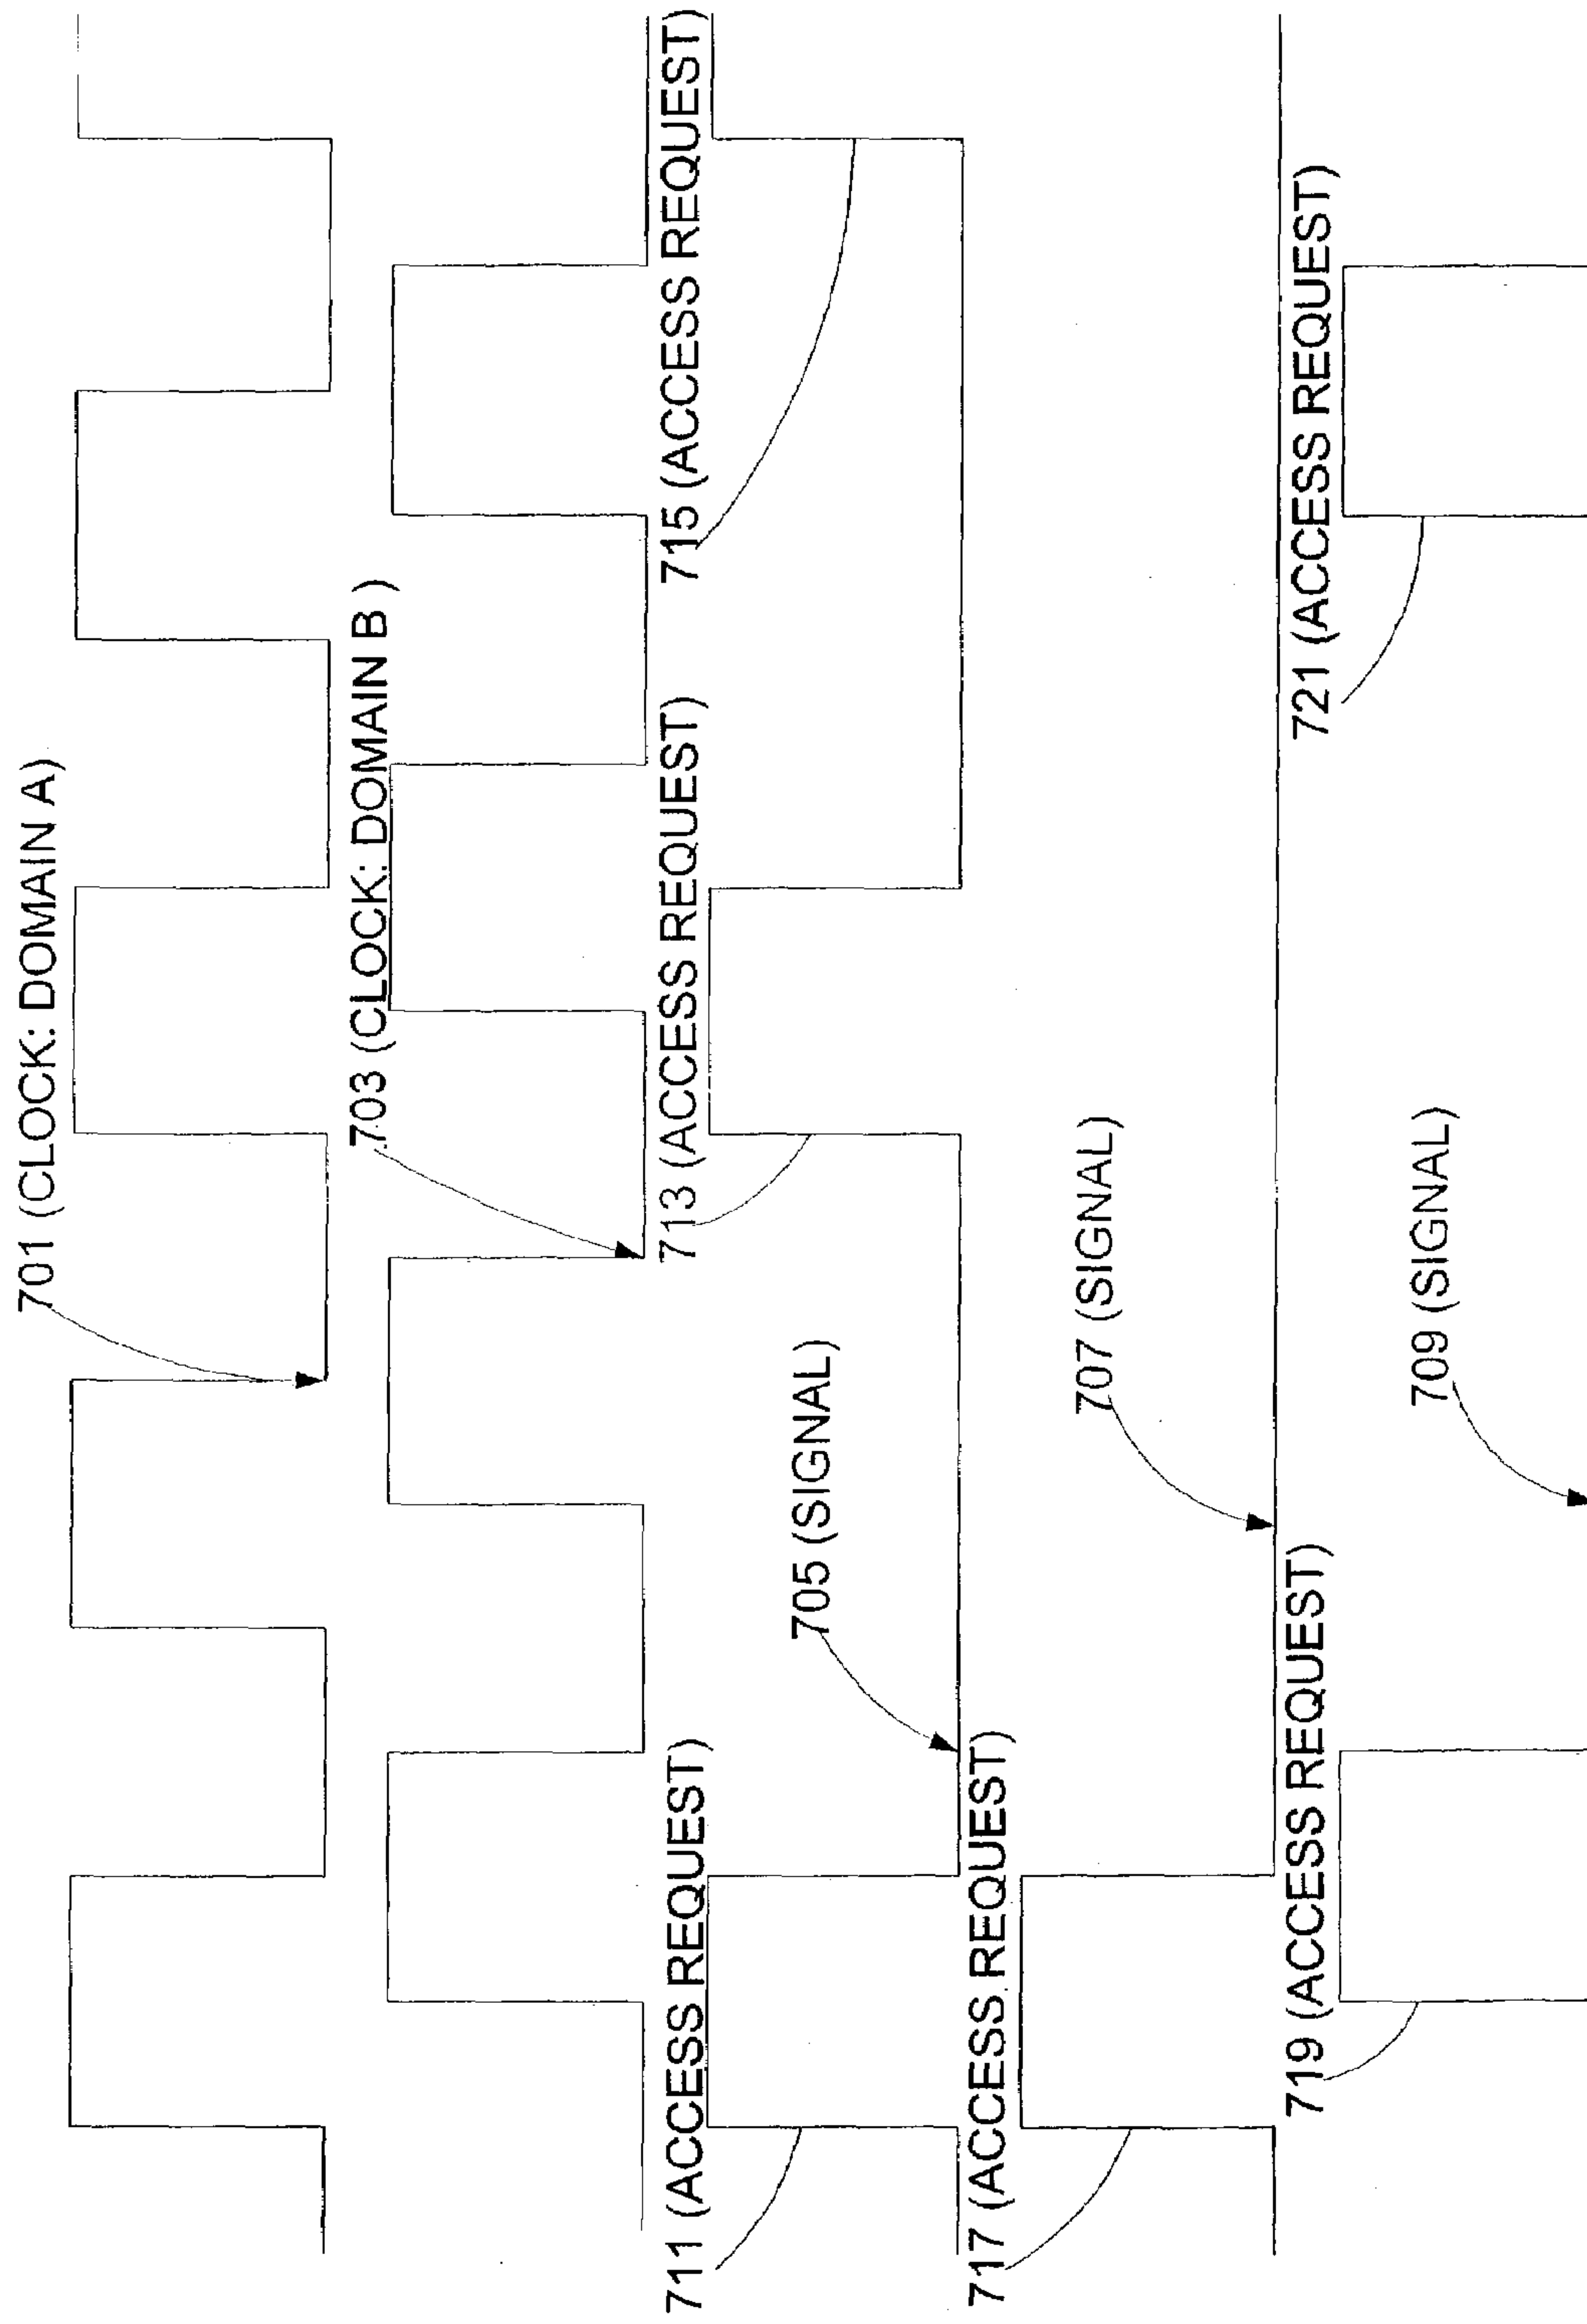 701 (CLOCK: DOMAIN A)
703 (CLOCK: DOMAIN B )
711 (ACCESS REQUEST)
713 (ACCESS REQUEST)
715 (ACCESS REQUEST)
705 (SIGNAL)
717 (ACCESS REQUEST)
707 (SIGNAL)
719 (ACCESS REQUEST)
721 (ACCESS REQUEST)
709 (SIGNAL)